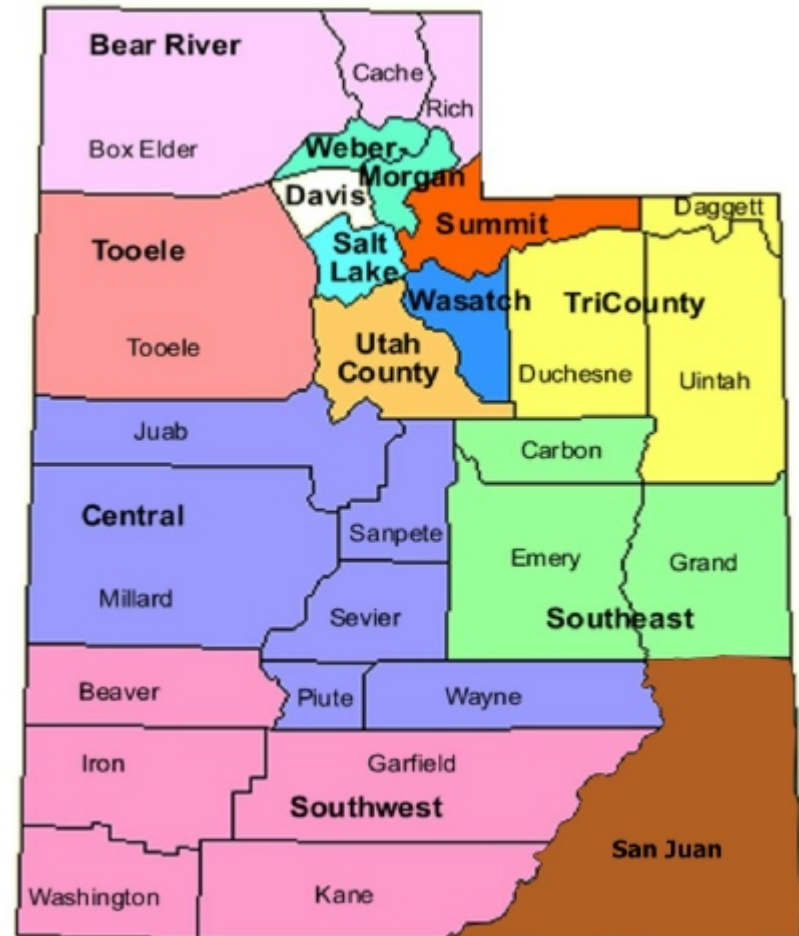 Bear River
Cache
Rich
Box Elder
Weber-
Morgan
Davis
Summit
Daggett
Tooele
Salt
Lake
Wasatch
TriCounty
Tooele
Utah
County
Duchesne
Uintah
Juab
Carbon
Central
Sanpete
Emery
Grand
Millard
Sevier
Southeast
Beaver
Piute
Wayne
Iron
Garfield
Southwest
San Juan
Washington
Kane